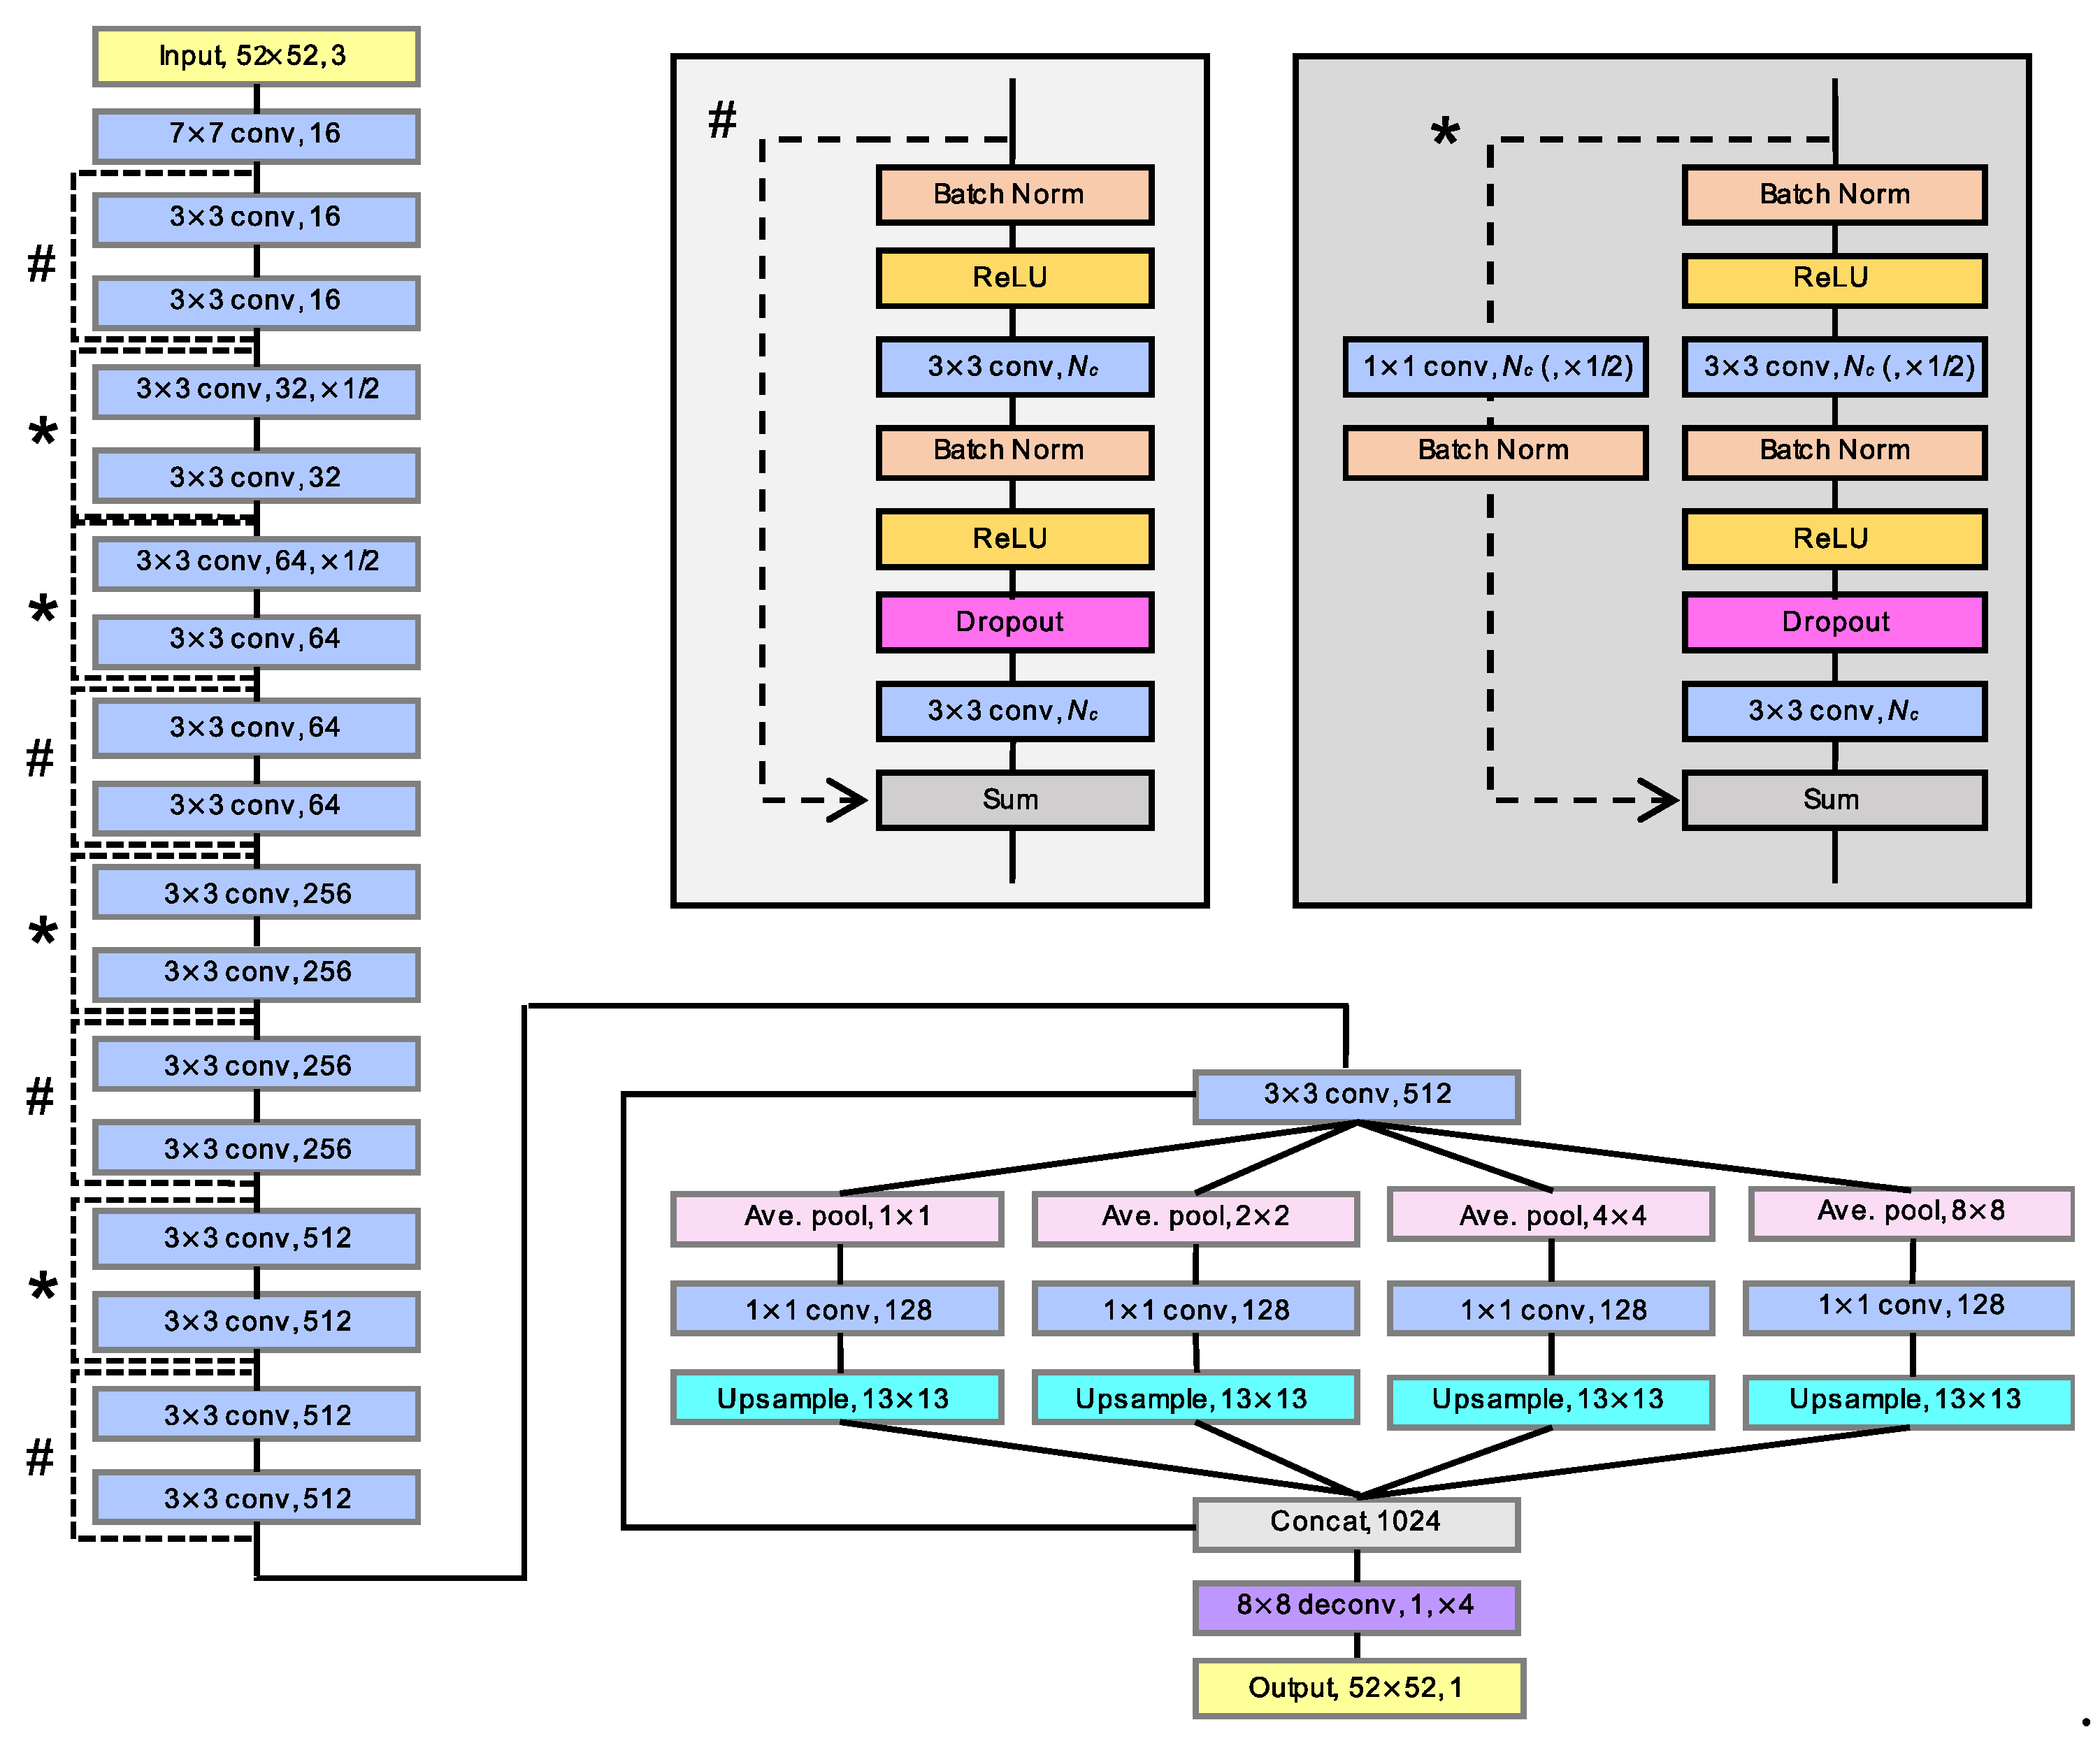 Input, 52×52, 3
7×7 conv, 16
3×3 conv, 16
#
3×3 conv, 16
3×3 conv, 32, ×1/2
*
3×3 conv, 32
3×3 conv, 64, ×1/2
*
3×3 conv, 64
3×3 conv, 64
#
3×3 conv, 64
3×3 conv, 256
*
3×3 conv, 256
3×3 conv, 256
#
3×3 conv, 256
3×3 conv, 512
*
3×3 conv, 512
3×3 conv, 512
#
3×3 conv, 512
#
Batch Norm
ReLU
3×3 conv, Nc
Batch Norm
ReLU
Dropout
3×3 conv, Nc
Sum
*
Batch Norm
ReLU
1×1 conv, Nc (, ×1/2)
3×3 conv, Nc (, ×1/2)
Batch Norm
Batch Norm
ReLU
Dropout
3×3 conv, Nc
Sum
3×3 conv, 512
Ave. pool, 1×1
Ave. pool, 2×2
Ave. pool, 4×4
Ave. pool, 8×8
1×1 conv, 128
1×1 conv, 128
1×1 conv, 128
1×1 conv, 128
Upsample, 13×13
Upsample, 13×13
Upsample, 13×13
Upsample, 13×13
Concat, 1024
8×8 deconv, 1, ×4
Output, 52×52, 1
.